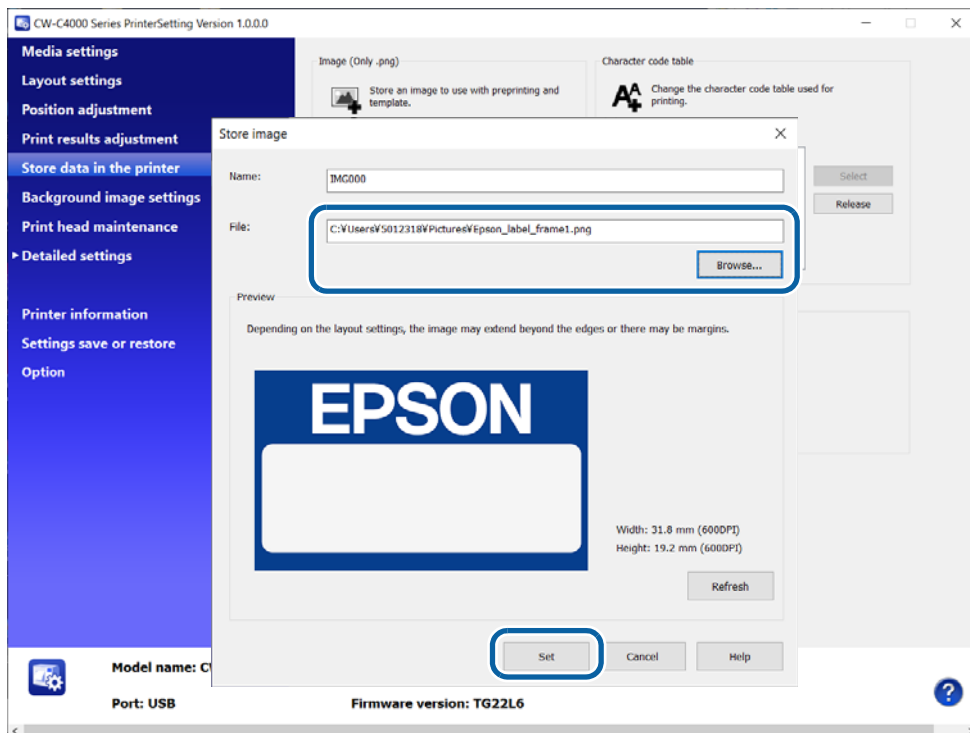 CW-C4000 Series PrinterSetting Version 1.0.0.0
Media settings
Layout settings
Position adjustment
Print results adjustment
Store data in the printer
Background image settings
Print head maintenance
Detailed settings
Printer information
Settings save or restore
Option
Image (Only .png)
Store an image to use with preprinting and
template.
Character code table
Change the character code table used for
printing.
Select
Release
Store image
Name:
IMG000
File:
C:¥Users¥5012318¥Pictures¥Epson_label_frame1.png
Browse...
Preview
Depending on the layout settings, the image may extend beyond the edges or there may be margins.
EPSON
Width: 31.8 mm (600DPI)
Height: 19.2 mm (600DPI)
Refresh
Set
Cancel
Help
Model name:
Port: USB
Firmware version: TG22L6